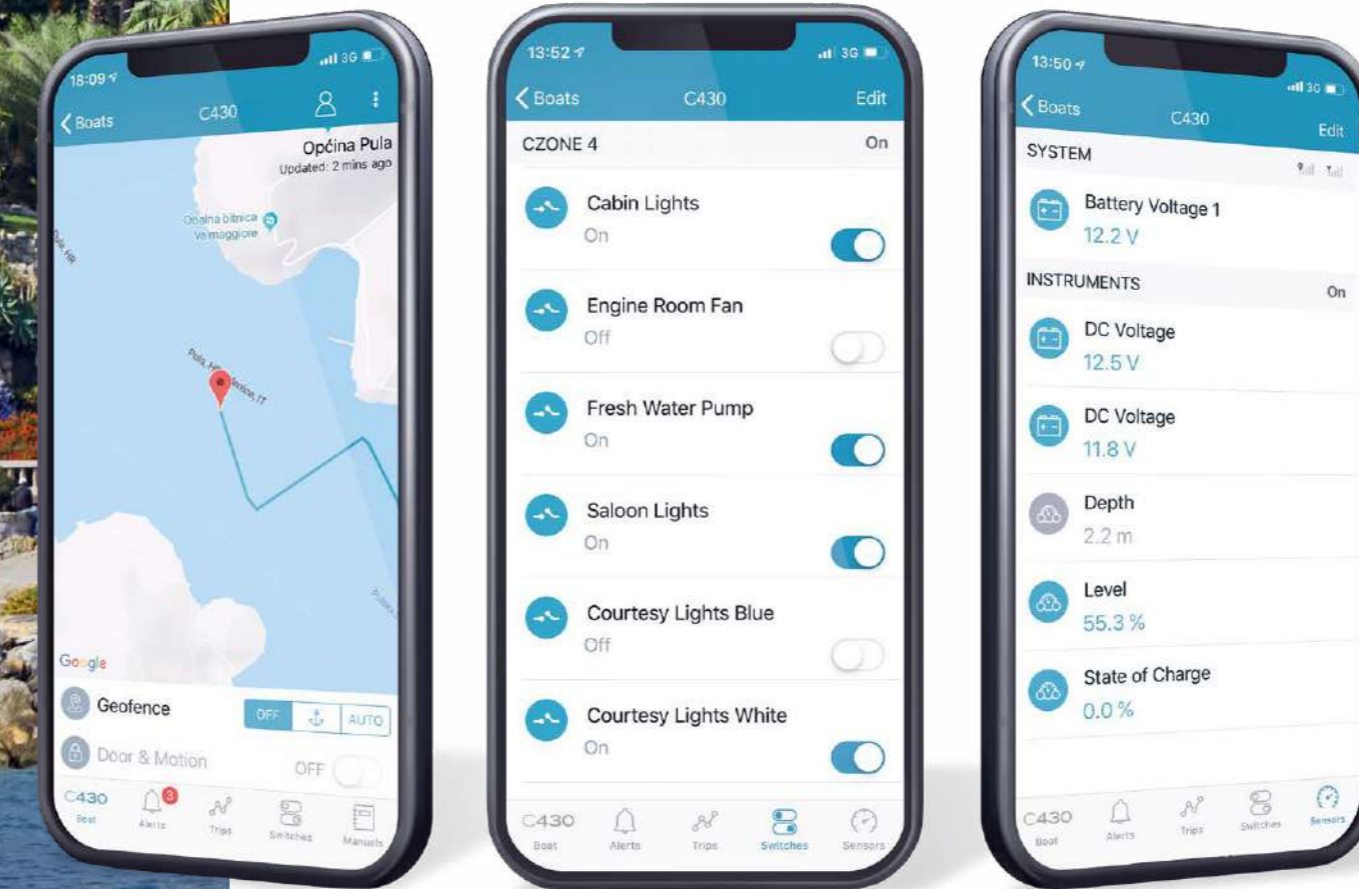 18:09
3G
Boats
C430
Općina Pula
Updated: 2 mins ago
Pula, HR
Google
Geofence
OFF
AUTO
Door & Motion
OFF
C430
3
Boat
Alerts
Trips
Switches
Manuals
13:52
3G
Boats
C430
Edit
CZONE 4
On
Cabin Lights
On
Engine Room Fan
Off
Fresh Water Pump
On
Saloon Lights
On
Courtesy Lights Blue
Off
Courtesy Lights White
On
C430
Boat
Alerts
Trips
Switches
Sensors
13:50
3G
Boats
C430
Edit
SYSTEM
Battery Voltage 1
12.2 V
INSTRUMENTS
On
DC Voltage
12.5 V
DC Voltage
11.8 V
Depth
2.2 m
Level
55.3 %
State of Charge
0.0 %
C430
Boat
Alerts
Trips
Switches
Sensors